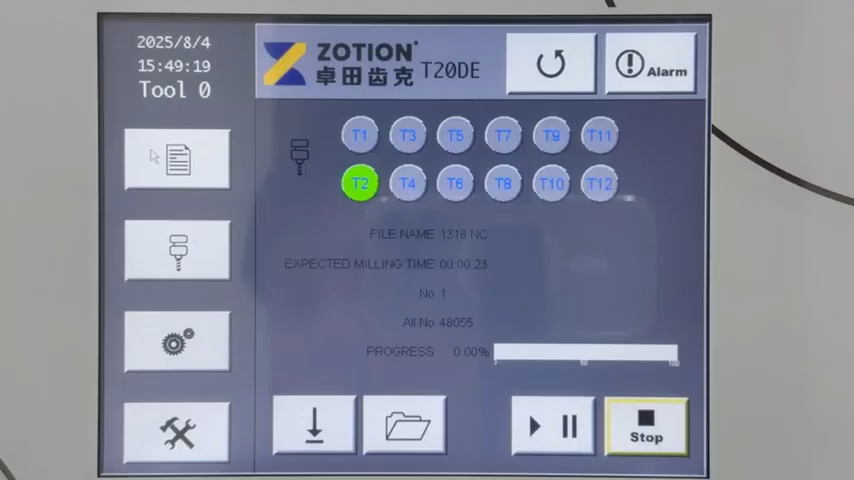 2025/8/4
15:49:19
Tool 0
ZOTION
卓田齿克
T20DE
Alarm
T1 T3 T5 T7 T9 T11
T2 T4 T6 T8 T10 T12
FILE NAME 1318 NC
EXPECTED MILLING TIME 00:00:23
No 1
All No 48055
PROGRESS 0.00%
50 100
Stop